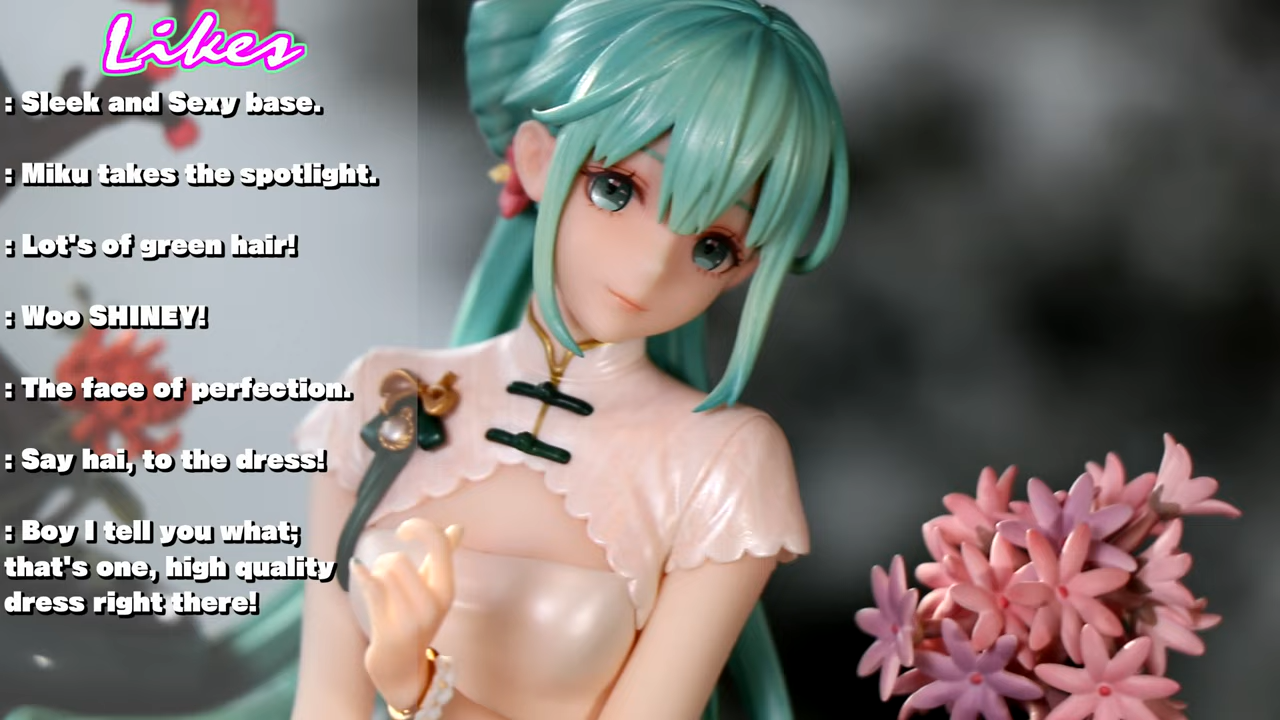 Likes
: Sleek and Sexy base.
: Miku takes the spotlight.
: Lot's of green hair!
: Woo SHINEY!
: The face of perfection.
: Say hai, to the dress!
: Boy I tell you what;
that's one, high quality
dress right there!